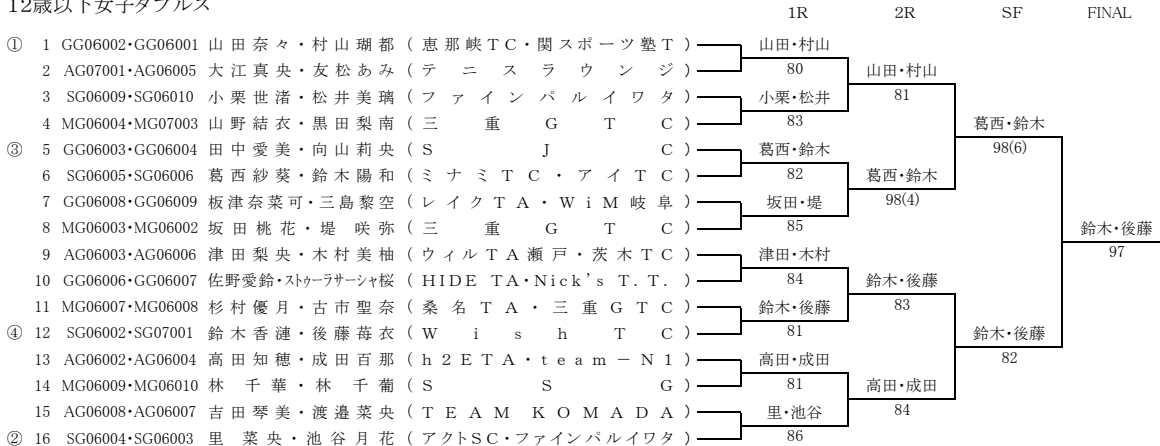 12歳以下女子ダブルス
1R 2R SF FINAL
① 1 GG06002・GG06001 山田奈々・村山瑚都 (恵那峡TC・関スポーツ塾T) 山田・村山
2 AG07001・AG06005 大江真央・友松あみ (テニスラウンジ) 80 山田・村山
3 SG06009・SG06010 小栗世渚・松井美璃 (ファインパルイワタ) 小栗・松井 81
4 MG06004・MG07003 山野結衣・黒田梨南 (三重GTC) 83 葛西・鈴木
③ 5 GG06003・GG06004 田中愛美・向山莉央 (SJC) 葛西・鈴木 98(6)
6 SG06005・SG06006 葛西紗葵・鈴木陽和 (ミナミTC・アイTC) 82 葛西・鈴木
7 GG06008・GG06009 板津奈菜可・三島黎空 (レイクTA・WiM岐阜) 坂田・堤 98(4)
8 MG06003・MG06002 坂田桃花・堤 咲弥 (三重GTC) 85 鈴木・後藤
9 AG06003・AG06006 津田梨央・木村美柚 (ウィルTA瀬戸・茨木TC) 津田・木村 97
10 GG06006・GG06007 佐野愛鈴・ストゥーラサーシャ桜 (HIDE TA・Nick's T.T.) 84 鈴木・後藤
11 MG06007・MG06008 杉村優月・古市聖奈 (桑名TA・三重GTC) 鈴木・後藤 83
④ 12 SG06002・SG07001 鈴木香漣・後藤苺衣 (WishTC) 81 鈴木・後藤
13 AG06002・AG06004 高田知穂・成田百那 (h2ETA・team－N1) 高田・成田 82
14 MG06009・MG06010 林 千華・林 千菊 (SSG) 81 高田・成田
15 AG06008・AG06007 吉田琴美・渡邉菜央 (TEAM KOMADA) 里・池谷 84
② 16 SG06004・SG06003 里 菜央・池谷月花 (アクトSC・ファインパルイワタ) 86